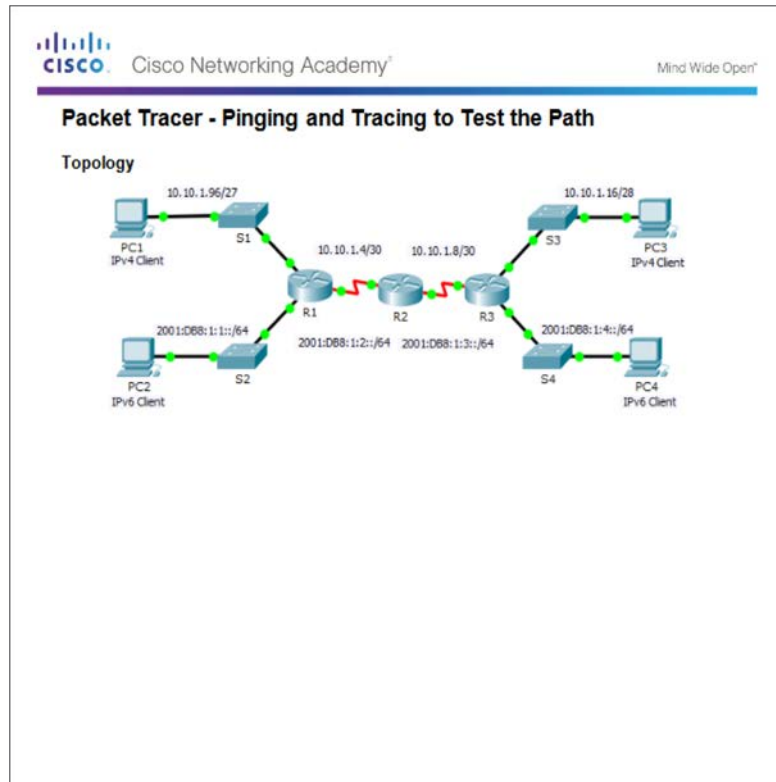 CISCO. Cisco Networking Academy® Mind Wide Open™
Packet Tracer - Pinging and Tracing to Test the Path
Topology
10.10.1.96/27
10.10.1.16/28
PC1
IPv4 Client
S1
S3
PC3
IPv4 Client
10.10.1.4/30
10.10.1.8/30
R1
R2
R3
2001:DB8:1:1::/64
2001:DB8:1:2::/64
2001:DB8:1:3::/64
2001:DB8:1:4::/64
PC2
IPv6 Client
S2
S4
PC4
IPv6 Client